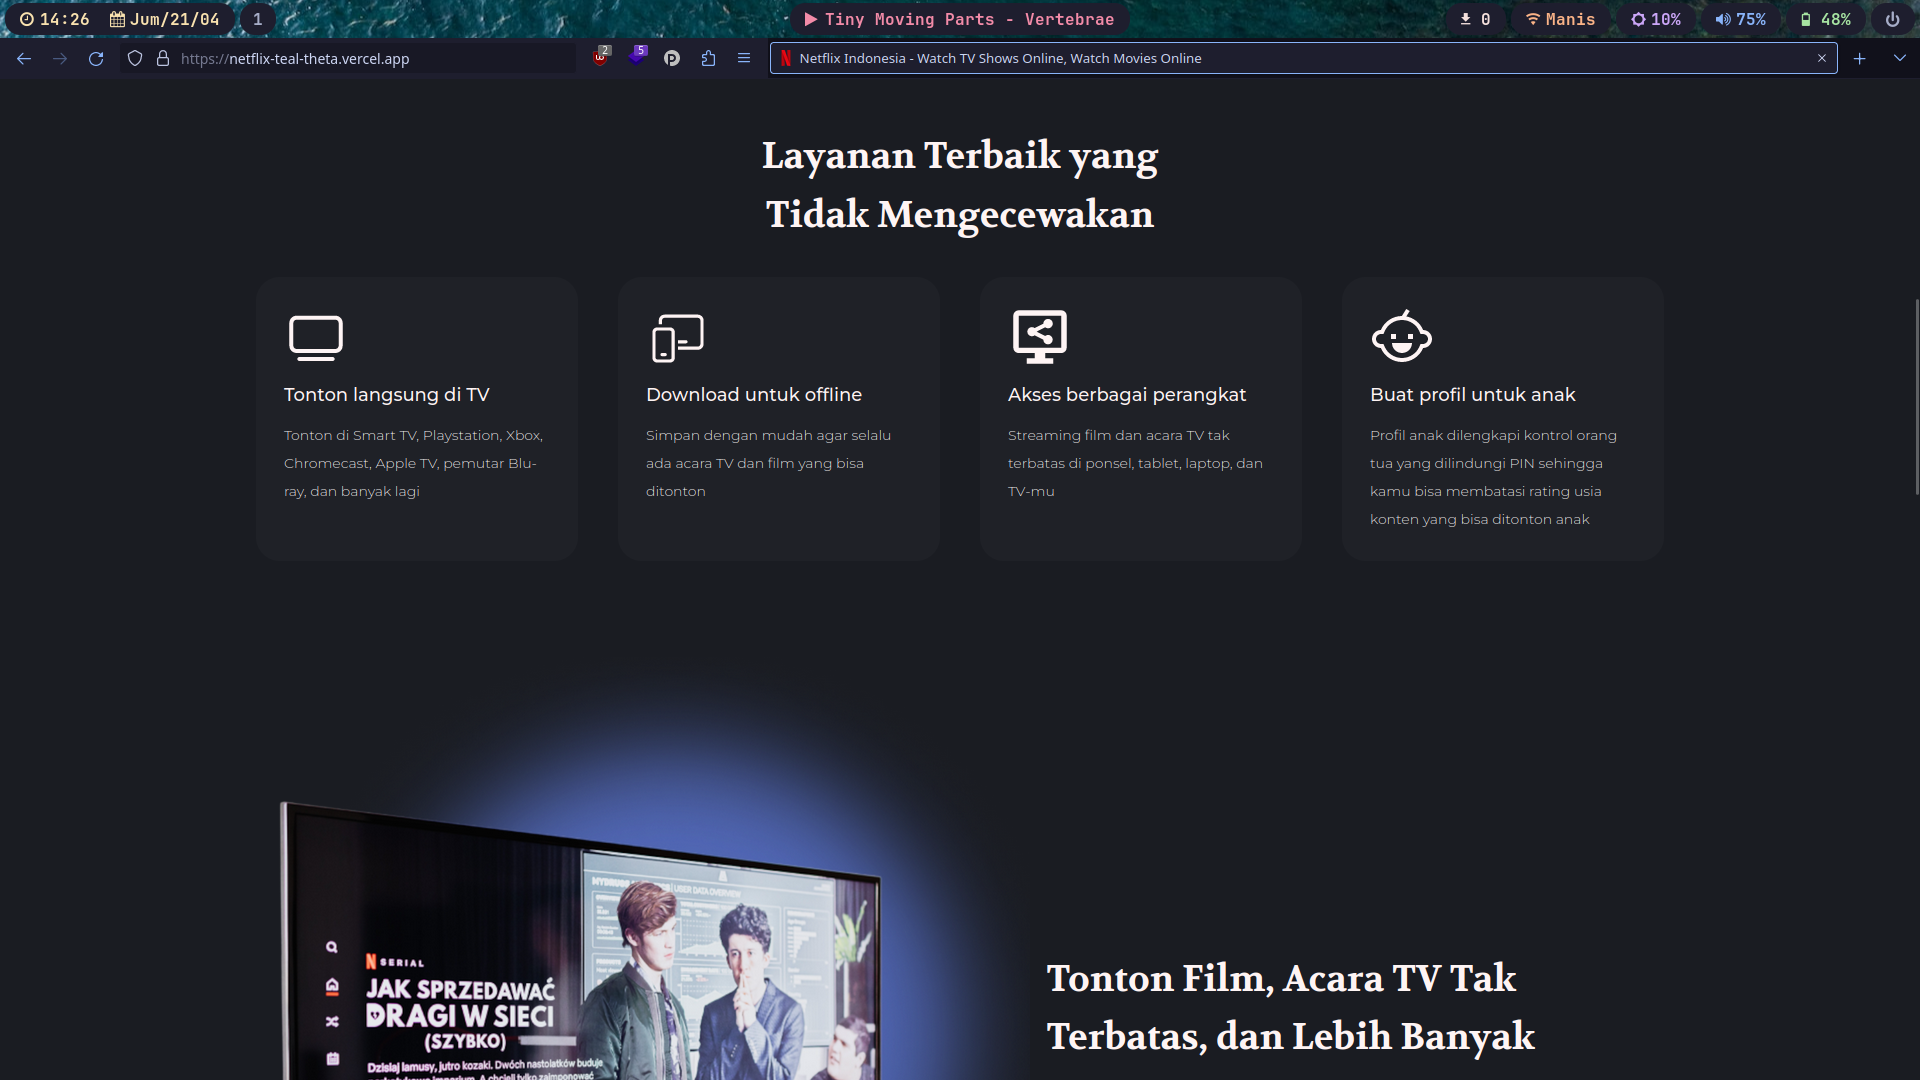 14:26 Jum/21/04 1 Tiny Moving Parts - Vertebrae 0 Manis 10% 75% 48%
https://netflix-teal-theta.vercel.app 2 5 Netflix Indonesia - Watch TV Shows Online, Watch Movies Online
Layanan Terbaik yang
Tidak Mengecewakan
Tonton langsung di TV
Tonton di Smart TV, Playstation, Xbox,
Chromecast, Apple TV, pemutar Blu-
ray, dan banyak lagi
Download untuk offline
Simpan dengan mudah agar selalu
ada acara TV dan film yang bisa
ditonton
Akses berbagai perangkat
Streaming film dan acara TV tak
terbatas di ponsel, tablet, laptop, dan
TV-mu
Buat profil untuk anak
Profil anak dilengkapi kontrol orang
tua yang dilindungi PIN sehingga
kamu bisa membatasi rating usia
konten yang bisa ditonton anak
N SERIAL
JAK SPRZEDAWAĆ
DRAGI W SIECI
(SZYBKO)
Dzisiaj lamusy, jutro kozaki. Dwóch nastolatków buduje
USER DATA OVERVIEW
Tonton Film, Acara TV Tak
Terbatas, dan Lebih Banyak